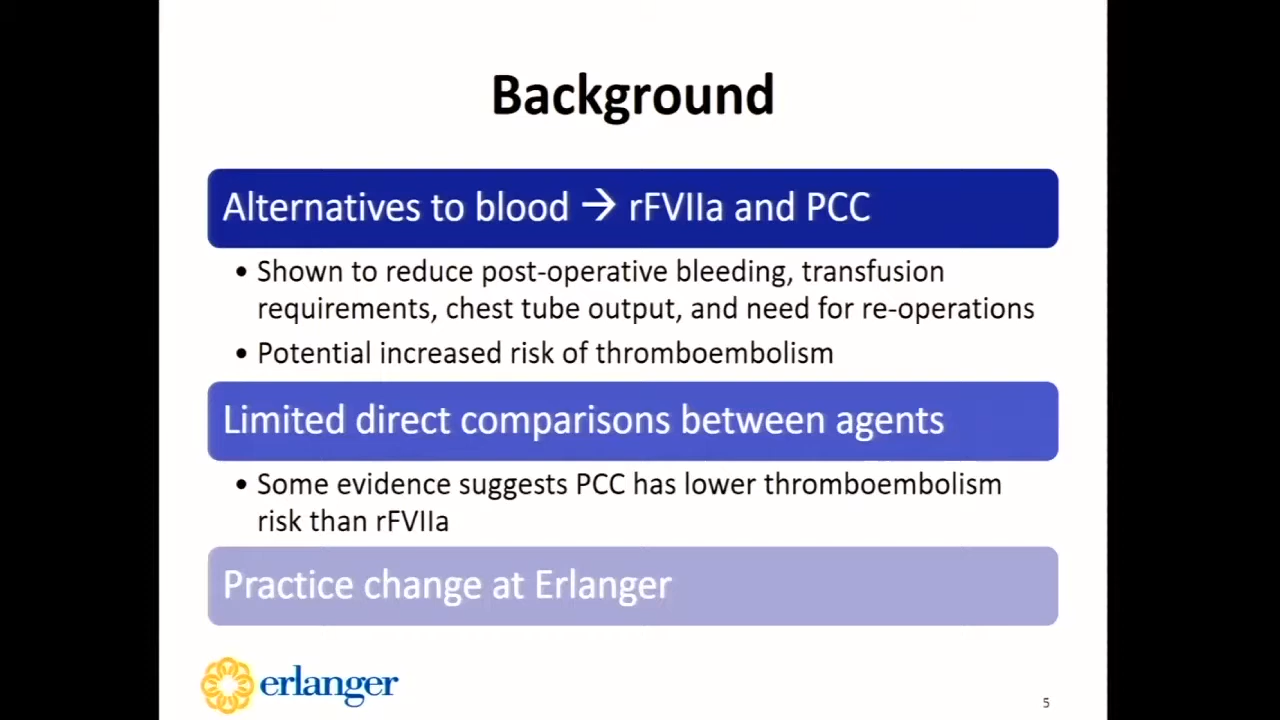 Background
Alternatives to blood → rFVIIa and PCC
• Shown to reduce post-operative bleeding, transfusion
requirements, chest tube output, and need for re-operations
• Potential increased risk of thromboembolism
Limited direct comparisons between agents
• Some evidence suggests PCC has lower thromboembolism
risk than rFVIIa
Practice change at Erlanger
erlanger
5